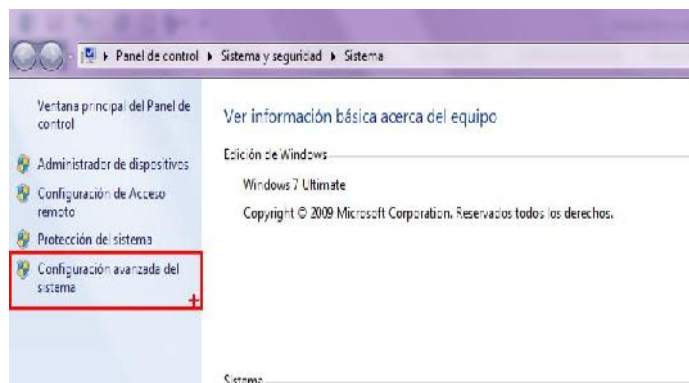 Panel de control ▸ Sistema y seguridad ▸ Sistema
Ventana principal del Panel de
control
Administrador de dispositivos
Configuración de Acceso
remoto
Protección del sistema
Configuración avanzada del
sistema
Ver información básica acerca del equipo
Edición de Windows
Windows 7 Ultimate
Copyright © 2009 Microsoft Corporation. Reservados todos los derechos.
Sistema